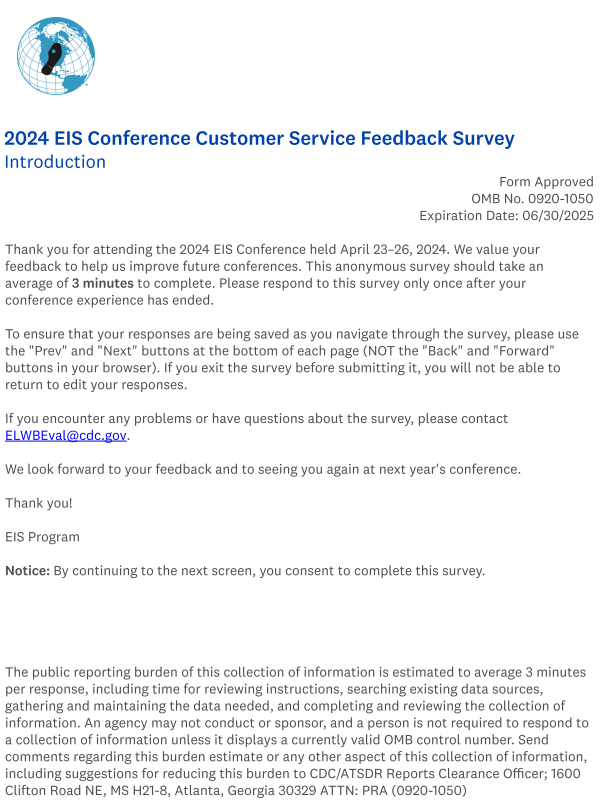 2024 EIS Conference Customer Service Feedback Survey
Introduction
Form Approved
OMB No. 0920-1050
Expiration Date: 06/30/2025
Thank you for attending the 2024 EIS Conference held April 23–26, 2024. We value your
feedback to help us improve future conferences. This anonymous survey should take an
average of 3 minutes to complete. Please respond to this survey only once after your
conference experience has ended.
To ensure that your responses are being saved as you navigate through the survey, please use
the "Prev" and "Next" buttons at the bottom of each page (NOT the "Back" and "Forward"
buttons in your browser). If you exit the survey before submitting it, you will not be able to
return to edit your responses.
If you encounter any problems or have questions about the survey, please contact
ELWBEval@cdc.gov.
We look forward to your feedback and to seeing you again at next year's conference.
Thank you!
EIS Program
Notice: By continuing to the next screen, you consent to complete this survey.
The public reporting burden of this collection of information is estimated to average 3 minutes
per response, including time for reviewing instructions, searching existing data sources,
gathering and maintaining the data needed, and completing and reviewing the collection of
information. An agency may not conduct or sponsor, and a person is not required to respond to
a collection of information unless it displays a currently valid OMB control number. Send
comments regarding this burden estimate or any other aspect of this collection of information,
including suggestions for reducing this burden to CDC/ATSDR Reports Clearance Officer; 1600
Clifton Road NE, MS H21-8, Atlanta, Georgia 30329 ATTN: PRA (0920-1050)